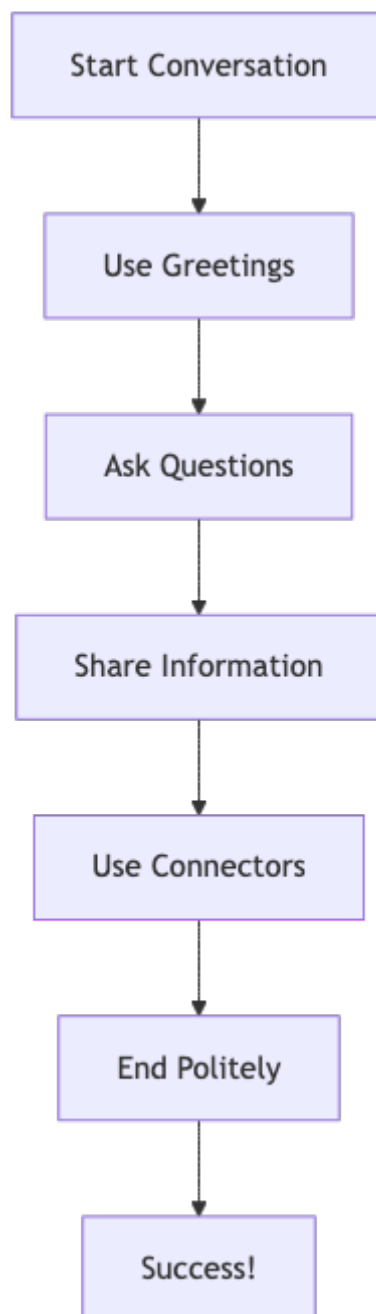 Start Conversation
Use Greetings
Ask Questions
Share Information
Use Connectors
End Politely
Success!